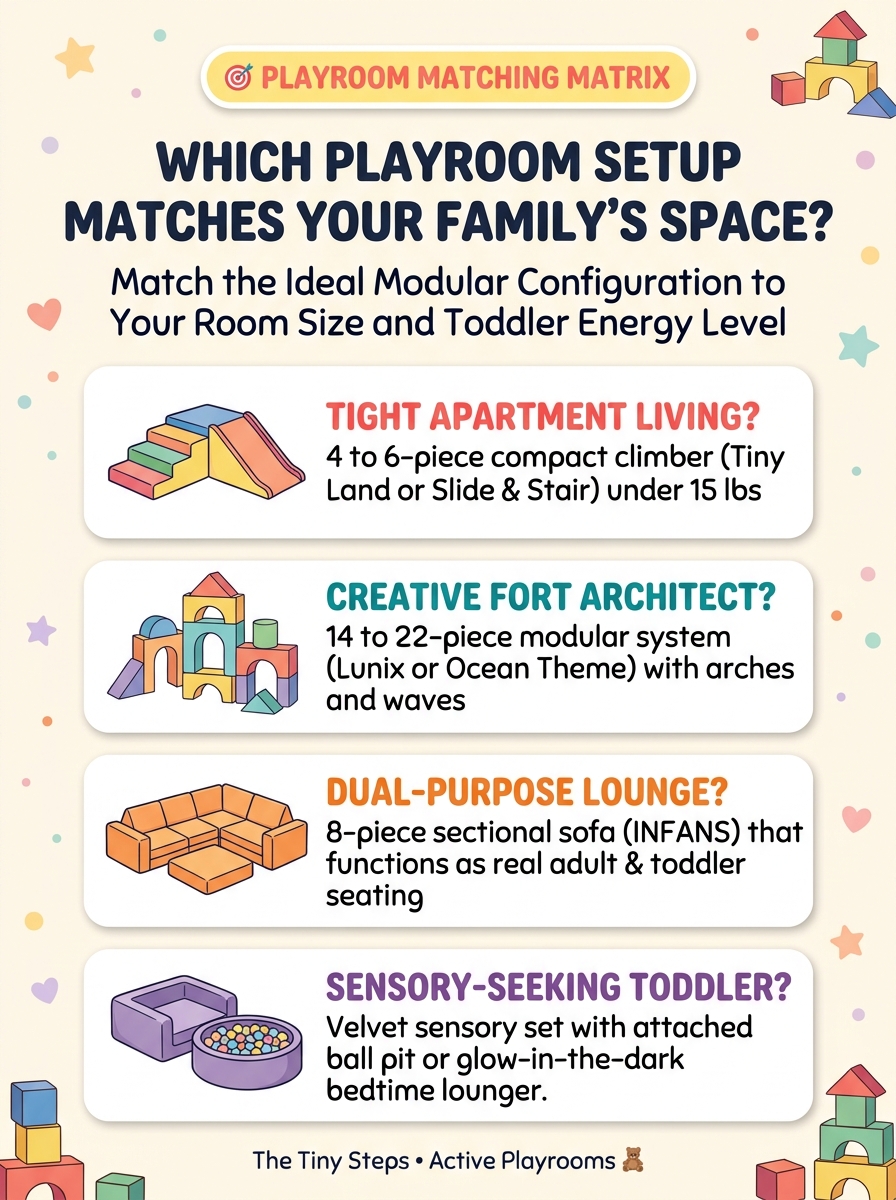 🎯 PLAYROOM MATCHING MATRIX
WHICH PLAYROOM SETUP
MATCHES YOUR FAMILY’S SPACE?
Match the Ideal Modular Configuration to
Your Room Size and Toddler Energy Level
TIGHT APARTMENT LIVING?
4 to 6-piece compact climber (Tiny
Land or Slide & Stair) under 15 lbs
CREATIVE FORT ARCHITECT?
14 to 22-piece modular system
(Lunix or Ocean Theme) with arches
and waves
DUAL-PURPOSE LOUNGE?
8-piece sectional sofa (INFANS) that
functions as real adult & toddler
seating
SENSORY-SEEKING TODDLER?
Velvet sensory set with attached
ball pit or glow-in-the-dark
bedtime lounger.
The Tiny Steps • Active Playrooms 🧸